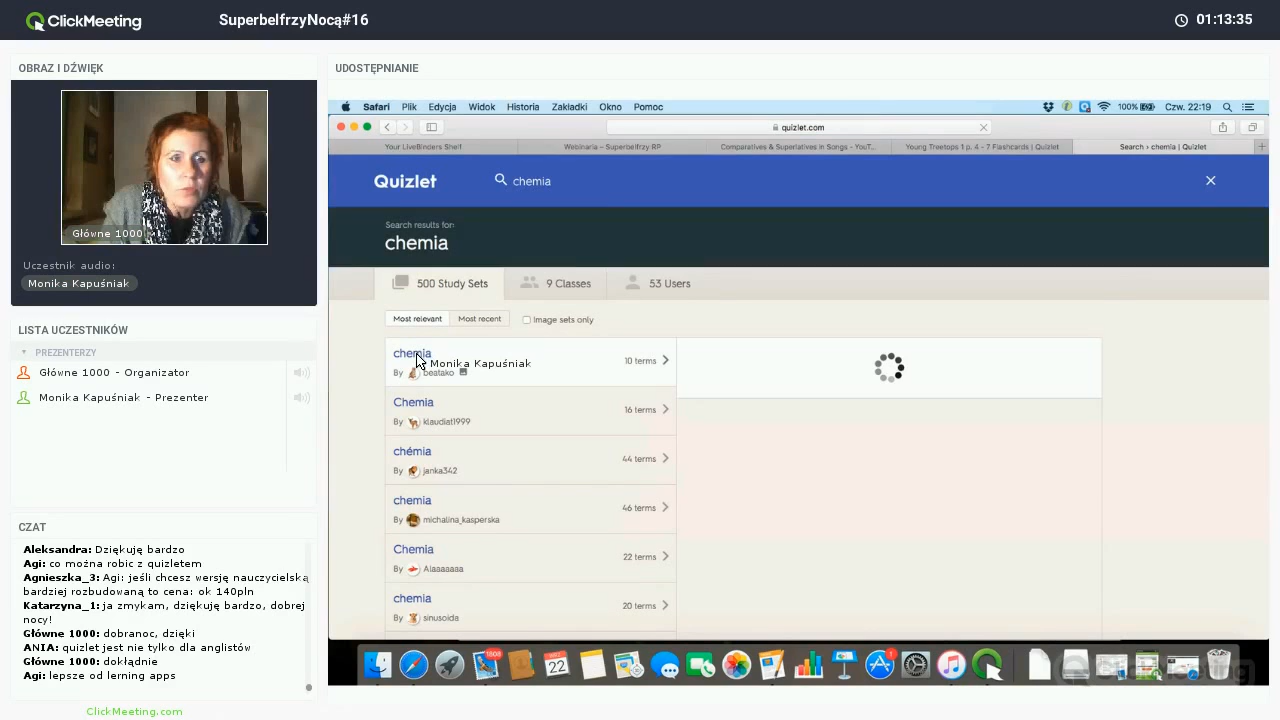 ClickMeeting
SuperbelfrzyNocą#16
01:13:35
OBRAZ I DŹWIĘK
Główne 1000
Uczestnik audio:
Monika Kapuśniak
LISTA UCZESTNIKÓW
PREZENTERZY
Główne 1000 - Organizator
Monika Kapuśniak - Prezenter
CZAT
Aleksandra: Dziękuję bardzo
Agi: co można robic z quizletem
Agnieszka_3: Agi: jeśli chcesz wersję nauczycielską
bardziej rozbudowaną to cena: ok 140pln
Katarzyna_1: ja zmykam, dziękuję bardzo, dobrej
nocy!
Główne 1000: dobranoc, dzięki
ANIA: quizlet jest nie tylko dla anglistów
Główne 1000: dokłądnie
Agi: lepsze od lerning apps
ClickMeeting.com
UDOSTĘPNIANIE
Safari Plik Edycja Widok Historia Zakładki Okno Pomoc
100% Czw. 22:19
quizlet.com
Your LiveBinders Shelf
Webinaria – Superbelfrzy RP
Comparatives & Superlatives in Songs - YouT...
Young Treetops 1 p. 4 - 7 Flashcards | Quizlet
Search › chemia | Quizlet
Quizlet
chemia
Search results for:
chemia
500 Study Sets
9 Classes
53 Users
Most relevant
Most recent
Image sets only
chemia
Monika Kapuśniak
10 terms
By beatako
Chemia
16 terms
By klaudiat1999
chémia
44 terms
By janka342
chemia
46 terms
By michalina_kasperska
Chemia
22 terms
By Alaaaaaaa
chemia
20 terms
By sinusoida
1508
22
1
ClickMeeting